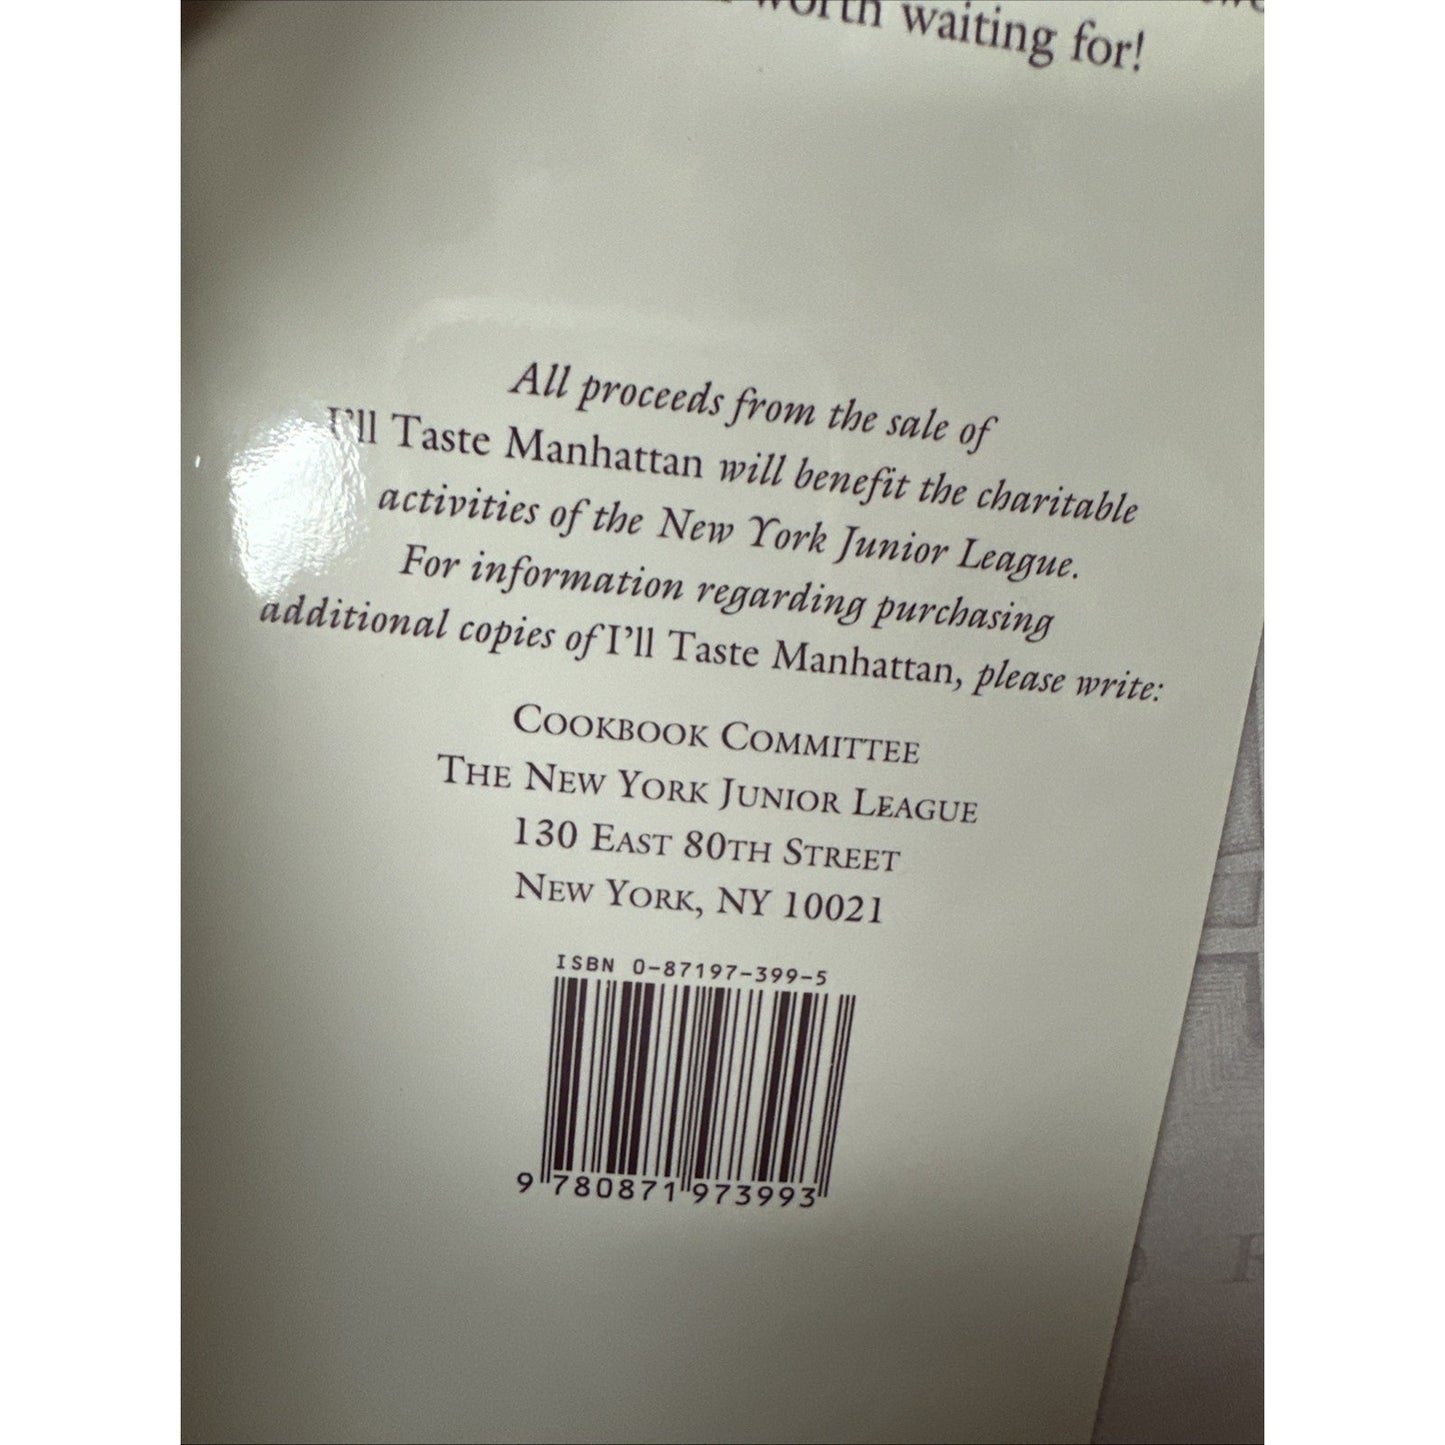 worth waiting for!
All proceeds from the sale of
I'll Taste Manhattan will benefit the charitable
activities of the New York Junior League.
For information regarding purchasing
additional copies of I'll Taste Manhattan, please write:
COOKBOOK COMMITTEE
THE NEW YORK JUNIOR LEAGUE
130 EAST 80TH STREET
NEW YORK, NY 10021
ISBN 0-87197-399-5
9 780871 973993